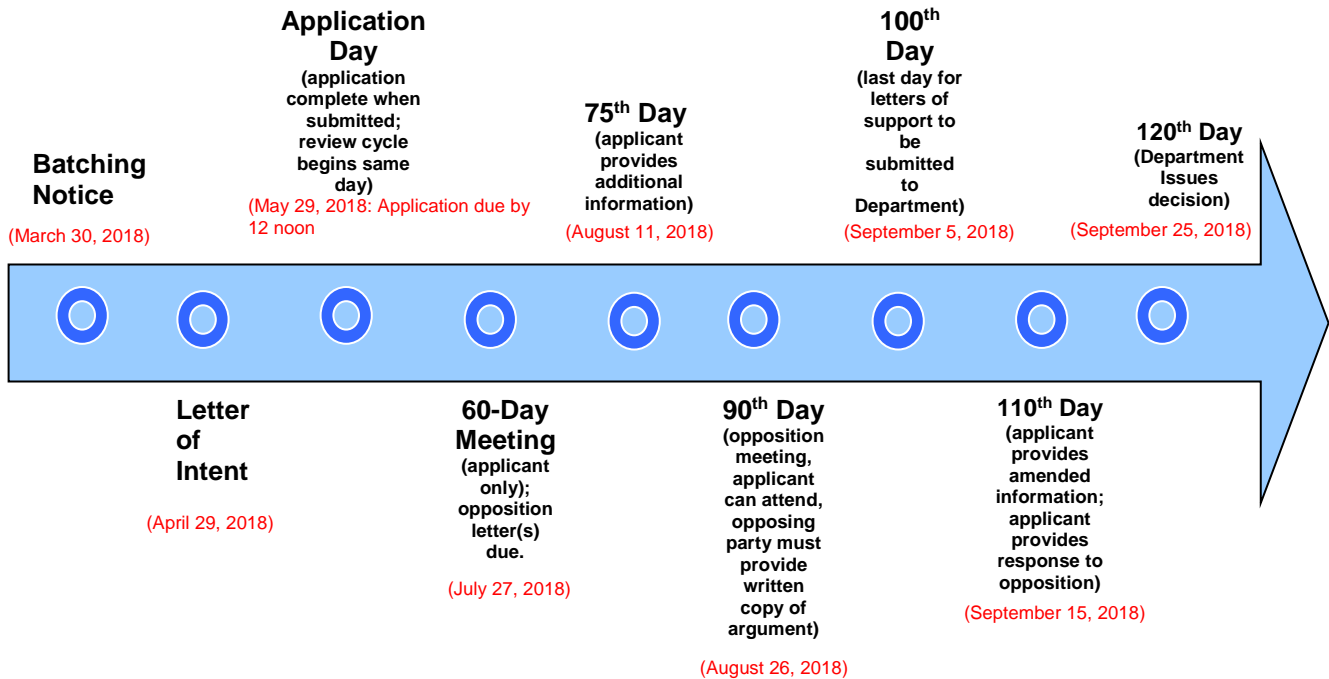 Batching
Notice
(March 30, 2018)
Letter
of
Intent
(April 29, 2018)
Application
Day
(application
complete when
submitted;
review cycle
begins same
day)
(May 29, 2018: Application due by
12 noon
60-Day
Meeting
(applicant
only);
opposition
letter(s)
due.
(July 27, 2018)
75th Day
(applicant
provides
additional
information)
(August 11, 2018)
90th Day
(opposition
meeting,
applicant
can attend,
opposing
party must
provide
written
copy of
argument)
(August 26, 2018)
100th
Day
(last day for
letters of
support to
be
submitted
to
Department)
(September 5, 2018)
110th Day
(applicant
provides
amended
information;
applicant
provides
response to
opposition)
(September 15, 2018)
120th Day
(Department
Issues
decision)
(September 25, 2018)